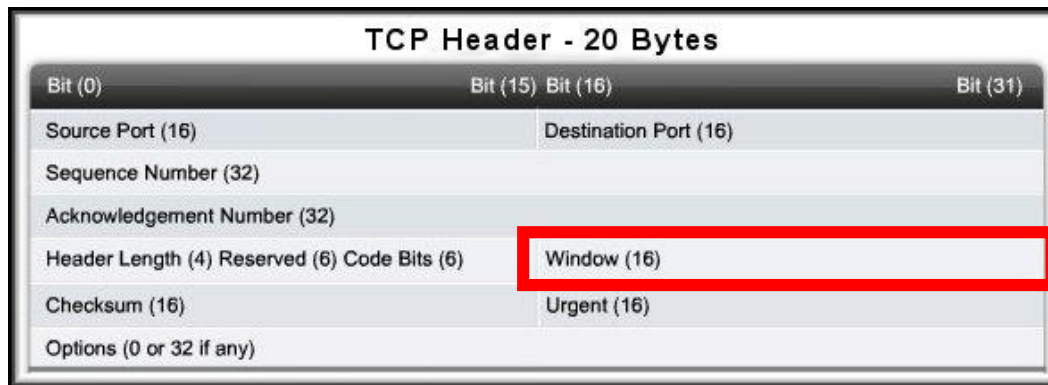 TCP Header - 20 Bytes
Bit (0) Bit (15) Bit (16) Bit (31)
Source Port (16) Destination Port (16)
Sequence Number (32)
Acknowledgement Number (32)
Header Length (4) Reserved (6) Code Bits (6) Window (16)
Checksum (16) Urgent (16)
Options (0 or 32 if any)